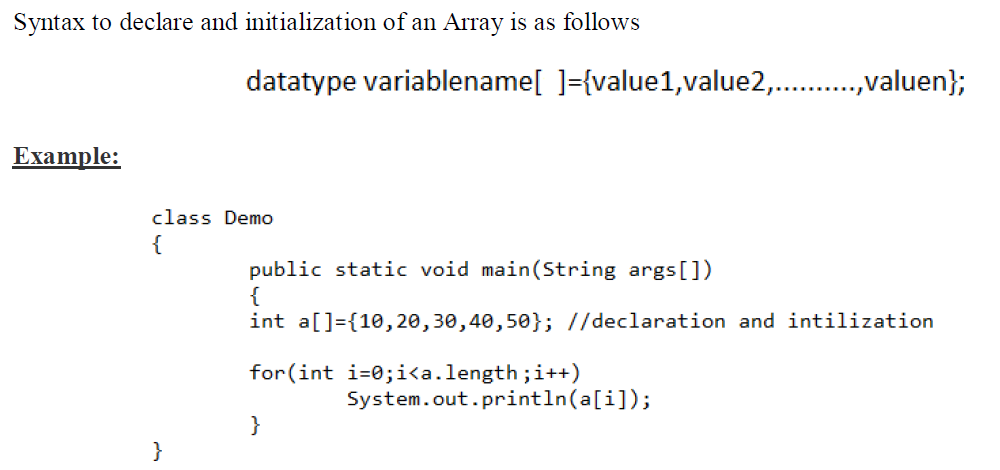 Syntax to declare and initialization of an Array is as follows
datatype variablename[ ]={value1,value2,..........,valuen};
Example:
class Demo
{
public static void main(String args[])
{
int a[]={10,20,30,40,50}; //declaration and intilization
for(int i=0;i<a.length;i++)
System.out.println(a[i]);
}
}